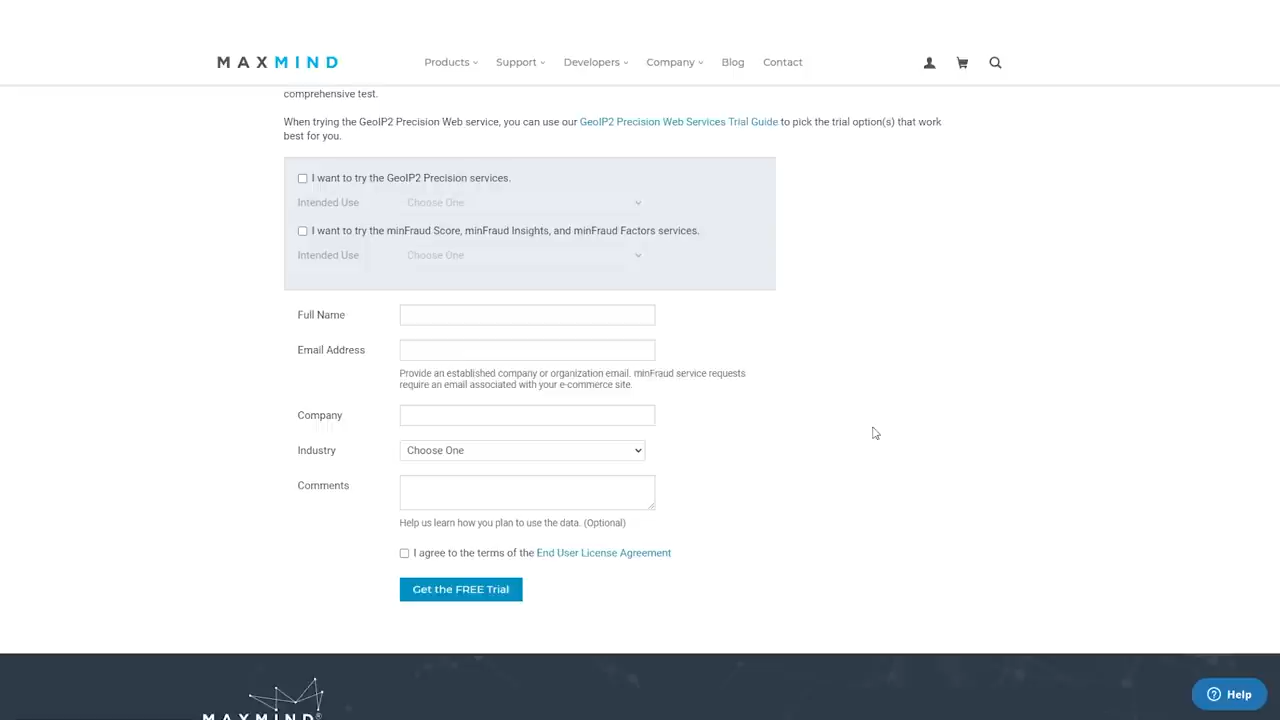 MAXMIND
Products
Support
Developers
Company
Blog
Contact
comprehensive test.
When trying the GeoIP2 Precision Web service, you can use our GeoIP2 Precision Web Services Trial Guide to pick the trial option(s) that work
best for you.
I want to try the GeoIP2 Precision services.
Intended Use
Choose One
I want to try the minFraud Score, minFraud Insights, and minFraud Factors services.
Intended Use
Choose One
Full Name
Email Address
Provide an established company or organization email. minFraud service requests
require an email associated with your e-commerce site.
Company
Industry
Choose One
Comments
Help us learn how you plan to use the data. (Optional)
I agree to the terms of the End User License Agreement
Get the FREE Trial
MAXMIND®
Help